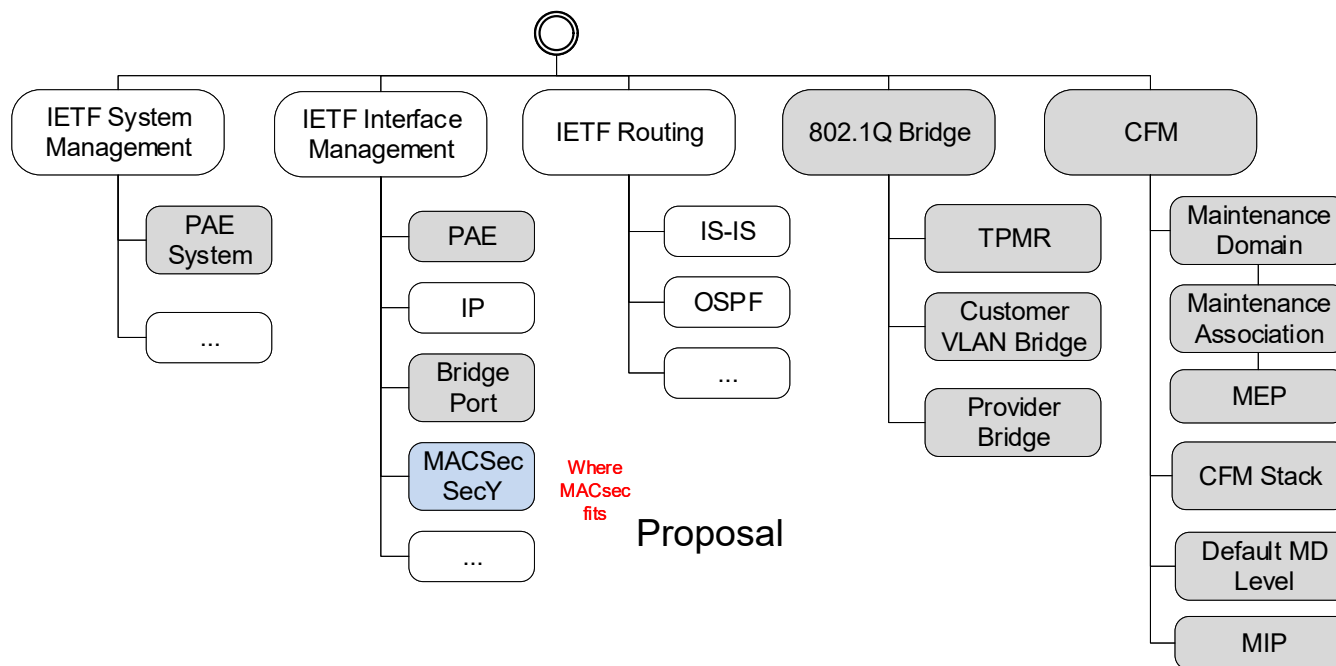 IETF System
Management
IETF Interface
Management
IETF Routing
802.1Q Bridge
CFM
PAE
System
...
PAE
IP
Bridge
Port
MACSec
SecY
...
Where
MACsec
fits
Proposal
IS-IS
OSPF
...
TPMR
Customer
VLAN Bridge
Provider
Bridge
Maintenance
Domain
Maintenance
Association
MEP
CFM Stack
Default MD
Level
MIP